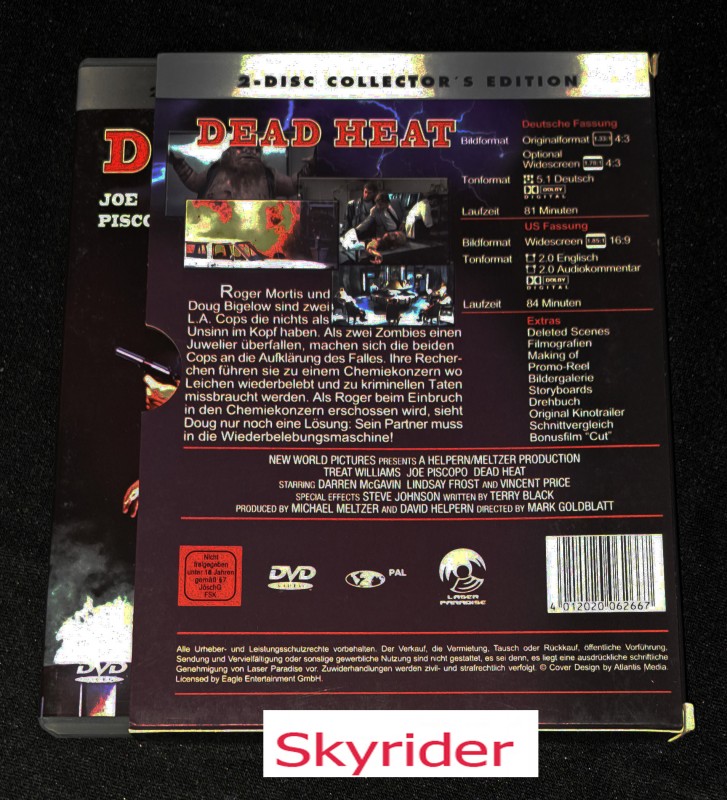 2-DISC COLLECTOR'S EDITION
DEAD HEAT
D
JOE
PISCO
Deutsche Fassung
Bildformat Originalformat 1.33:1 4:3
Optional
Widescreen 1.78:1 4:3
Tonformat 5.1 Deutsch
DOLBY
DIGITAL
Laufzeit 81 Minuten
US Fassung
Bildformat Widescreen 1.85:1 16:9
Tonformat 2.0 Englisch
2.0 Audiokommentar
DOLBY
DIGITAL
Laufzeit 84 Minuten
Extras
Deleted Scenes
Filmografien
Making of
Promo-Reel
Bildergalerie
Storyboards
Drehbuch
Original Kinotrailer
Schnittvergleich
Bonusfilm "Cut"
Roger Mortis und
Doug Bigelow sind zwei
L.A. Cops die nichts als
Unsinn im Kopf haben. Als zwei Zombies einen
Juwelier überfallen, machen sich die beiden
Cops an die Aufklärung des Falles. Ihre Recher-
chen führen sie zu einem Chemiekonzern wo
Leichen wiederbelebt und zu kriminellen Taten
missbraucht werden. Als Roger beim Einbruch
in den Chemiekonzern erschossen wird, sieht
Doug nur noch eine Lösung: Sein Partner muss
in die Wiederbelebungsmaschine!
NEW WORLD PICTURES PRESENTS A HELPERN/MELTZER PRODUCTION
TREAT WILLIAMS JOE PISCOPO DEAD HEAT
STARRING DARREN McGAVIN LINDSAY FROST AND VINCENT PRICE
SPECIAL EFFECTS STEVE JOHNSON WRITTEN BY TERRY BLACK
PRODUCED BY MICHAEL MELTZER AND DAVID HELPERN DIRECTED BY MARK GOLDBLATT
Nicht
freigegeben
unter 18 Jahren
gemäß §7
JöschG
FSK
DVD
VIDEO
2
PAL
LASER
PARADISE
4 012020 062667
Alle Urheber- und Leistungsschutzrechte vorbehalten. Der Verkauf, die Vermietung, Tausch oder Rückkauf, öffentliche Vorführung,
Sendung und Vervielfältigung oder sonstige gewerbliche Nutzung sind nicht gestattet, es sei denn, es liegt eine ausdrückliche schriftliche
Genehmigung von Laser Paradise vor. Zuwiderhandlungen werden zivil- und strafrechtlich verfolgt. © Cover Design by Atlantis Media.
Licensed by Eagle Entertainment GmbH.
DVD
Skyrider